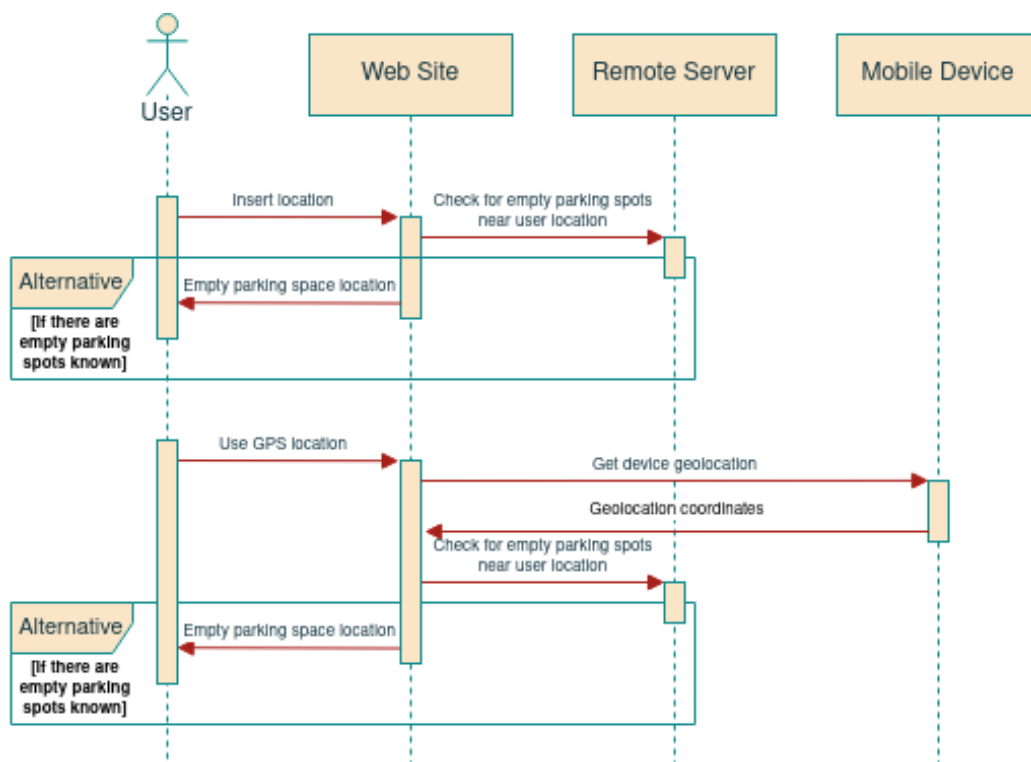 User
Web Site
Remote Server
Mobile Device
Insert location
Check for empty parking spots
near user location
Alternative
Empty parking space location
[If there are
empty parking
spots known]
Use GPS location
Get device geolocation
Geolocation coordinates
Check for empty parking spots
near user location
Alternative
Empty parking space location
[If there are
empty parking
spots known]